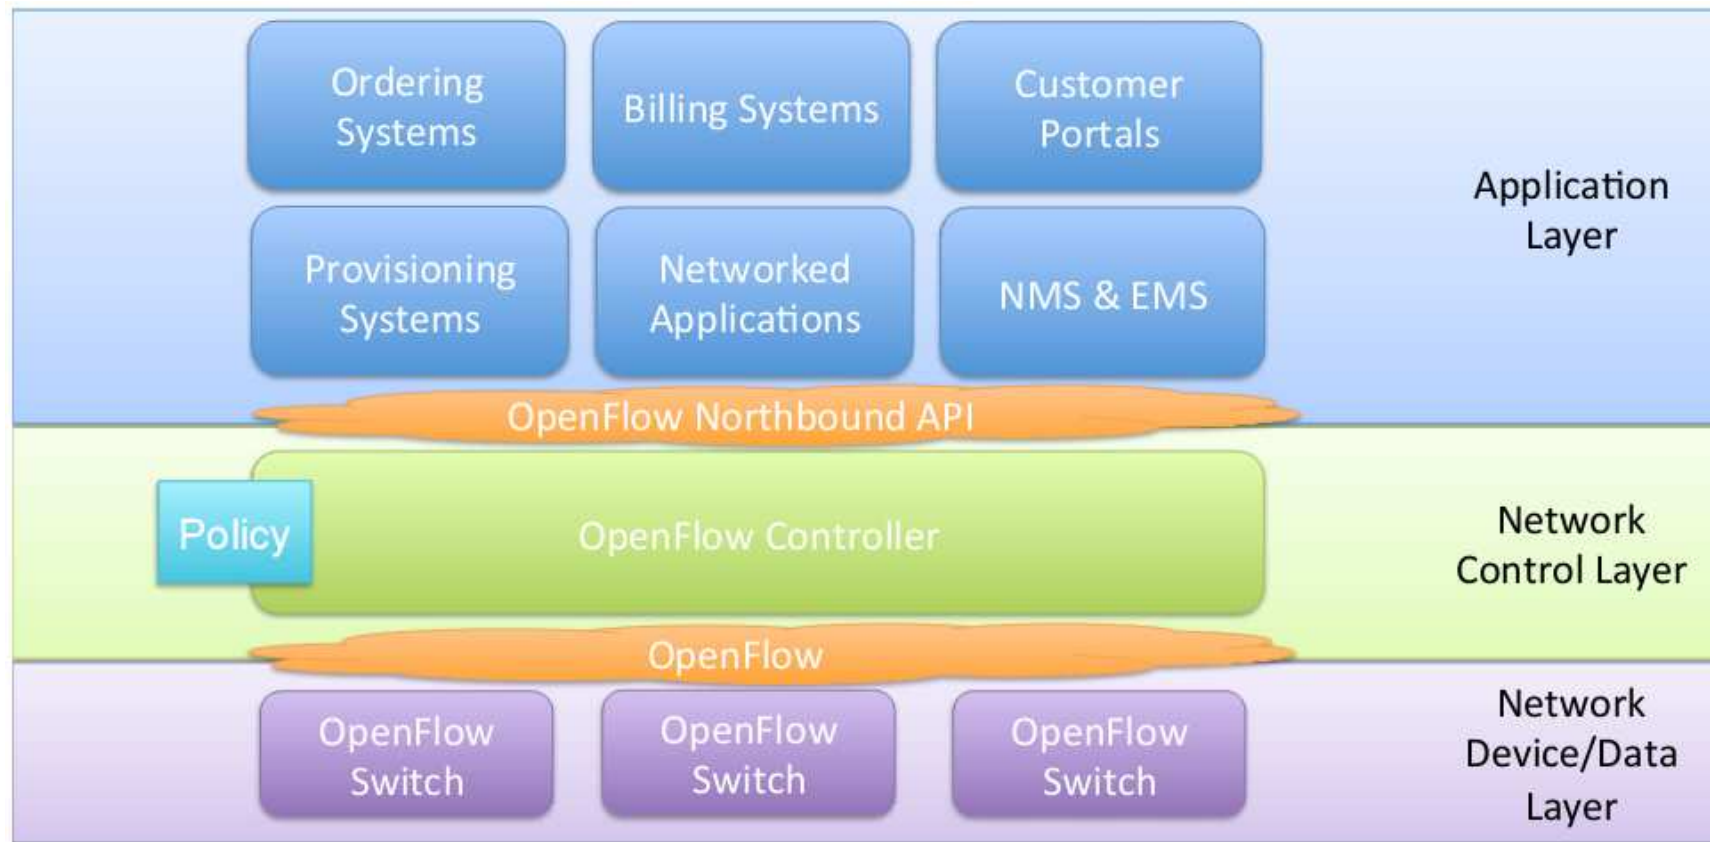 Ordering
Systems
Billing Systems
Customer
Portals
Application
Layer
Provisioning
Systems
Networked
Applications
NMS & EMS
OpenFlow Northbound API
Policy
OpenFlow Controller
Network
Control Layer
OpenFlow
OpenFlow
Switch
OpenFlow
Switch
OpenFlow
Switch
Network
Device/Data
Layer